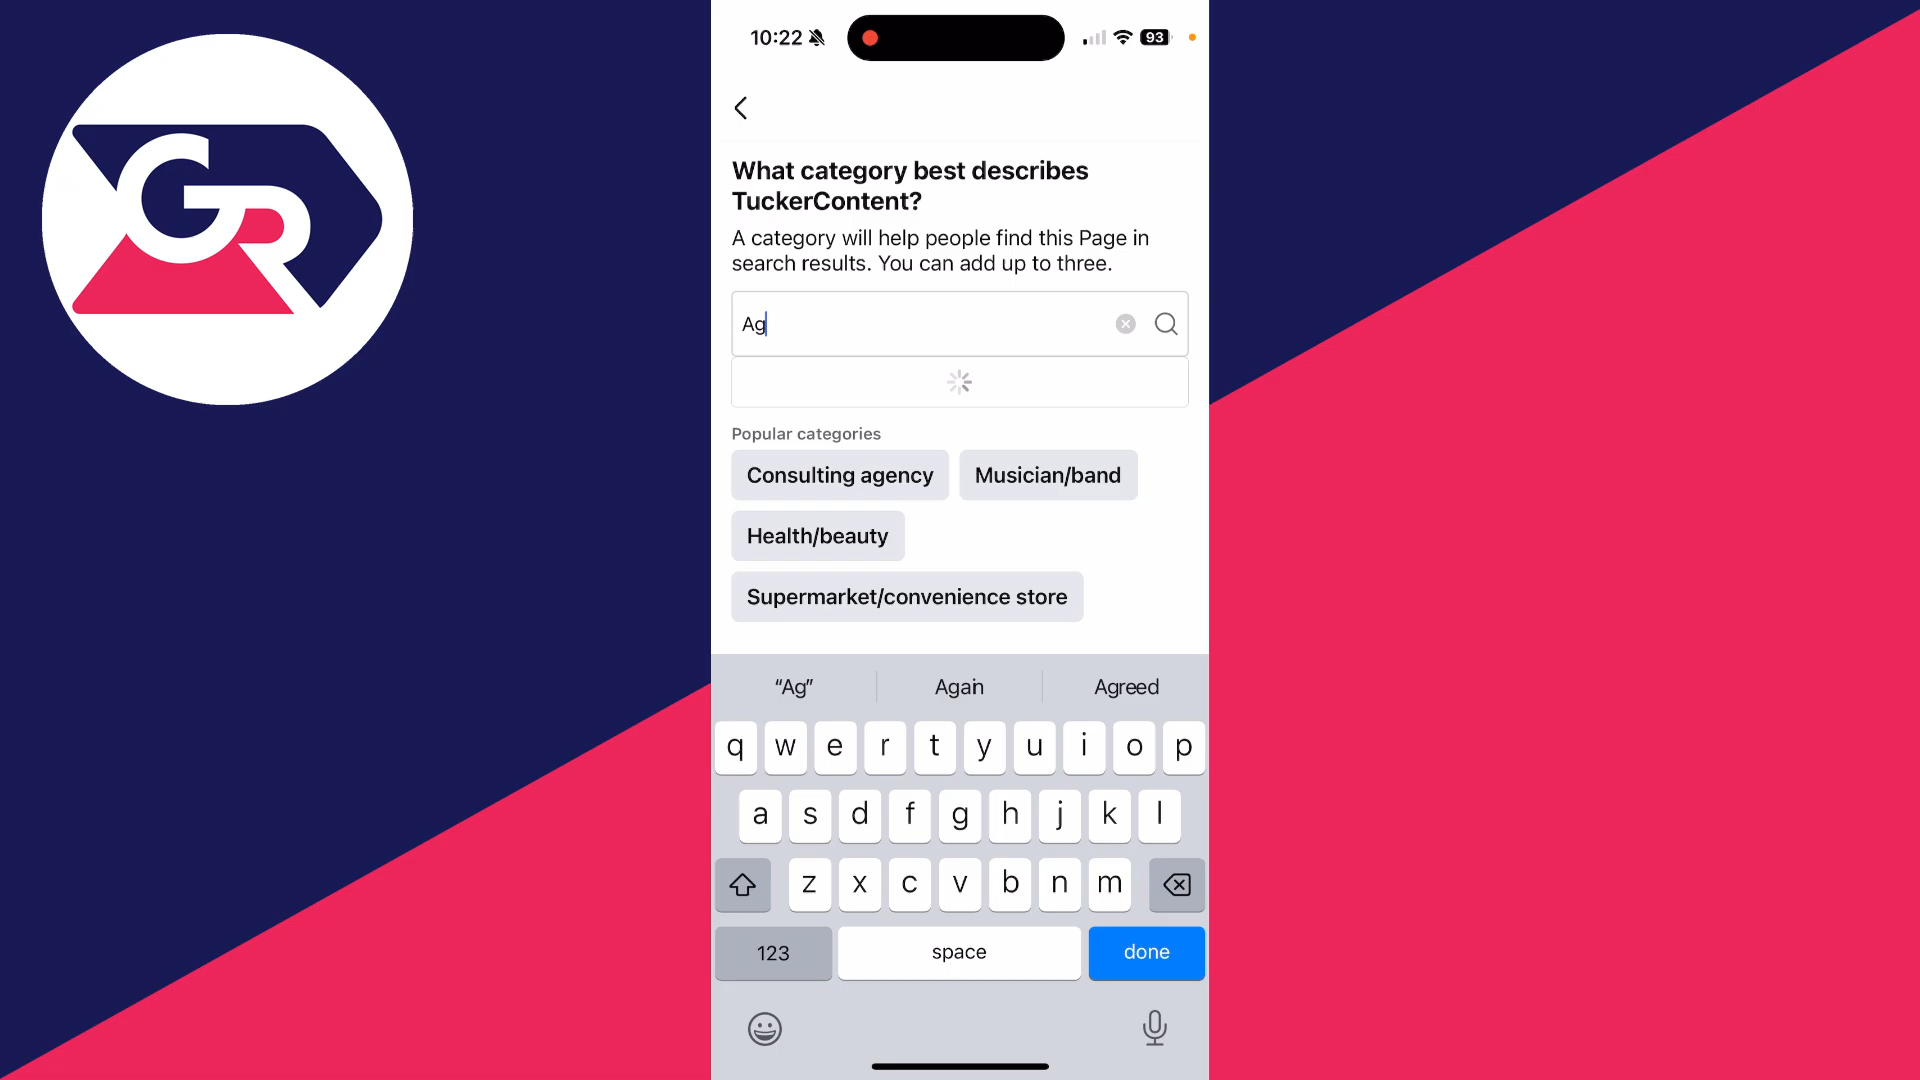 GR
10:22
93
What category best describes
TuckerContent?
A category will help people find this Page in
search results. You can add up to three.
Ag
Popular categories
Consulting agency Musician/band
Health/beauty
Supermarket/convenience store
“Ag” Again Agreed
q w e r t y u i o p
a s d f g h j k l
z x c v b n m
123 space done